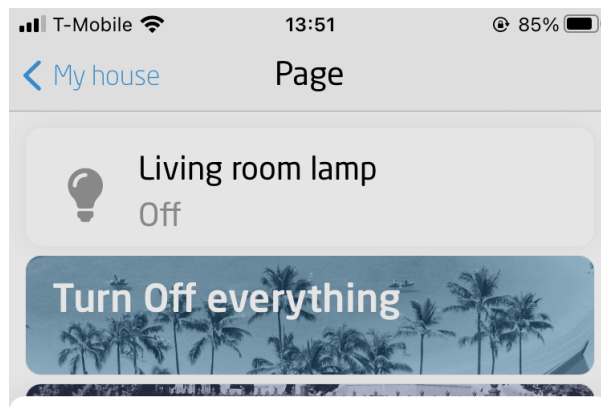 T-Mobile 13:51 85%
My house Page
Living room lamp
Off
Turn Off everything